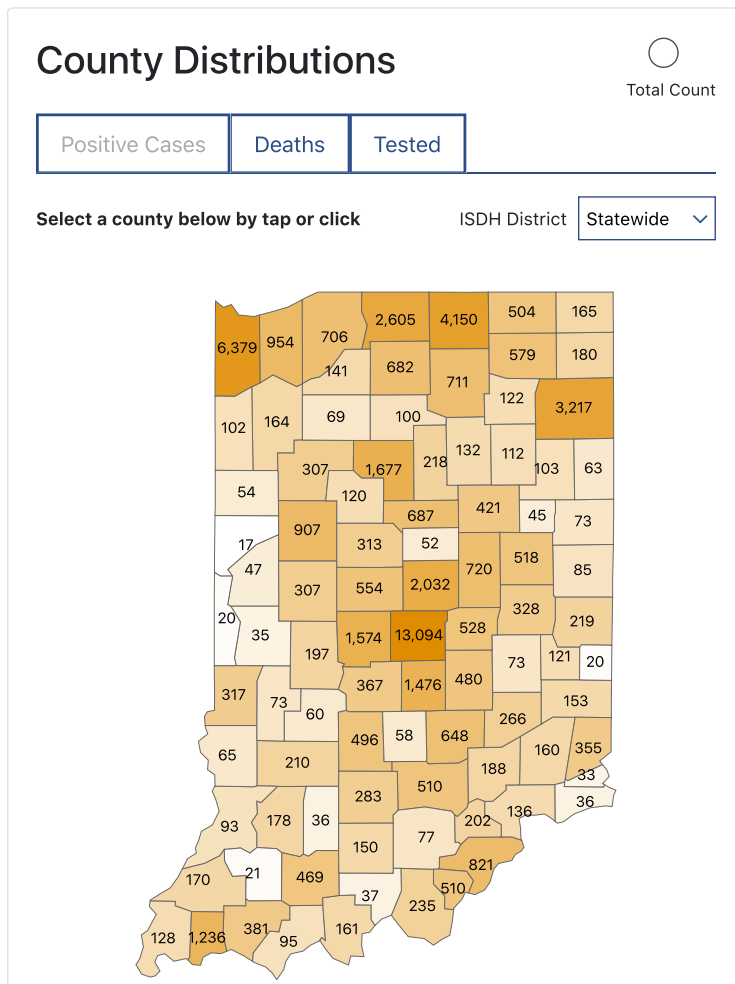 County Distributions
Total Count
Positive Cases
Deaths
Tested
Select a county below by tap or click
ISDH District
Statewide
6,379 954 706 2,605 4,150 504 165
141 682 711 579 180
102 164 69 100 122 3,217
54 307 1,677 218 132 112 103 63
120
907 687 421 45 73
17 313 52
47 307 554 2,032 720 518 85
20 35 197 1,574 13,094 528 328 219
73 121 20
317 73 60 367 1,476 480 153
65 210 496 58 648 266 160 355
33
93 178 36 283 510 188 136 36
202
150 77 821
170 21 469 37 235 510
128 1,236 381 95 161